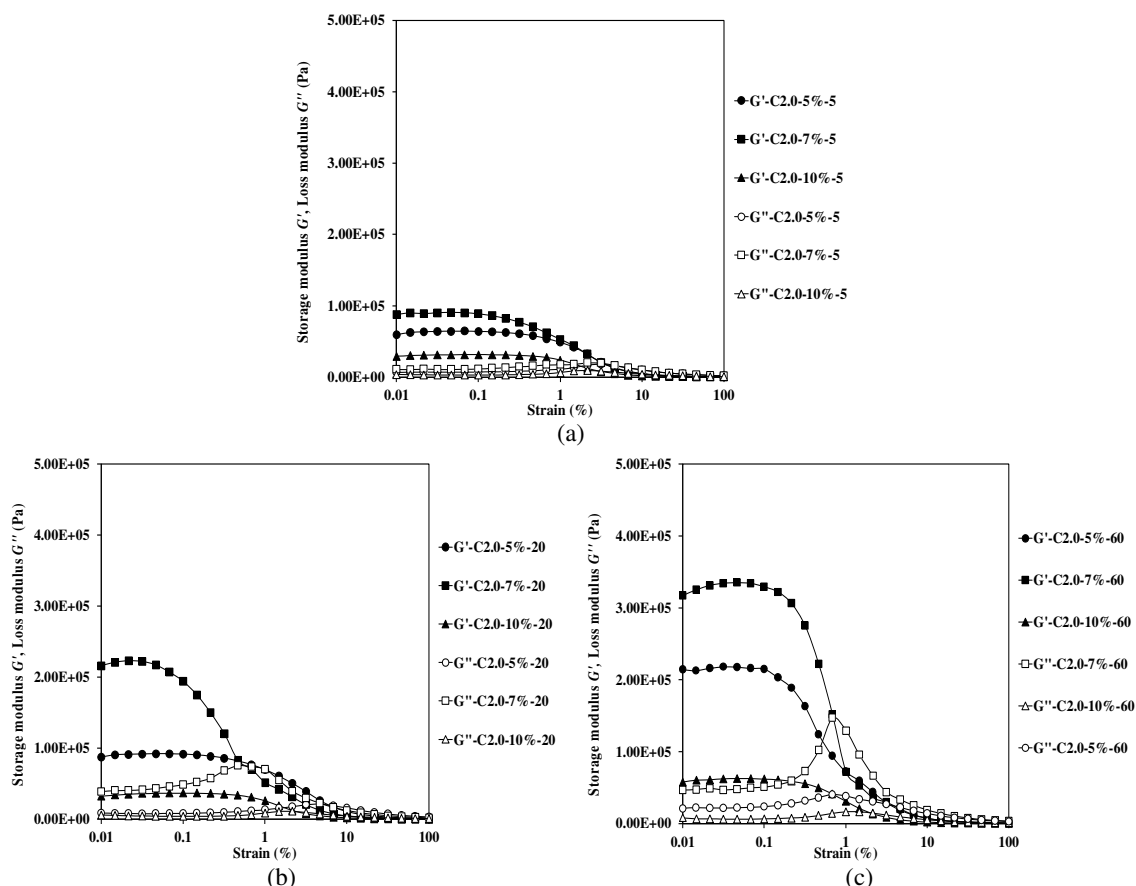 5.00E+05
4.00E+05
3.00E+05
2.00E+05
1.00E+05
0.00E+00
Storage modulus G', Loss modulus G'' (Pa)
0.01 0.1 1 10 100
Strain (%)
G'-C2.0-5%-5
G'-C2.0-7%-5
G'-C2.0-10%-5
G"-C2.0-5%-5
G"-C2.0-7%-5
G"-C2.0-10%-5
(a)
5.00E+05
4.00E+05
3.00E+05
2.00E+05
1.00E+05
0.00E+00
Storage modulus G', Loss modulus G'' (Pa)
0.01 0.1 1 10 100
Strain (%)
G'-C2.0-5%-20
G'-C2.0-7%-20
G'-C2.0-10%-20
G"-C2.0-5%-20
G"-C2.0-7%-20
G"-C2.0-10%-20
(b)
5.00E+05
4.00E+05
3.00E+05
2.00E+05
1.00E+05
0.00E+00
Storage modulus G', Loss modulus G'' (Pa)
0.01 0.1 1 10 100
Strain (%)
G'-C2.0-5%-60
G'-C2.0-7%-60
G'-C2.0-10%-60
G"-C2.0-7%-60
G"-C2.0-10%-60
G"-C2.0-5%-60
(c)